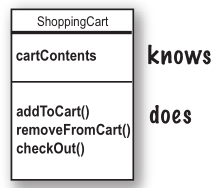 ShoppingCart
cartContents
knows
addToCart()
removeFromCart()
checkOut()
does